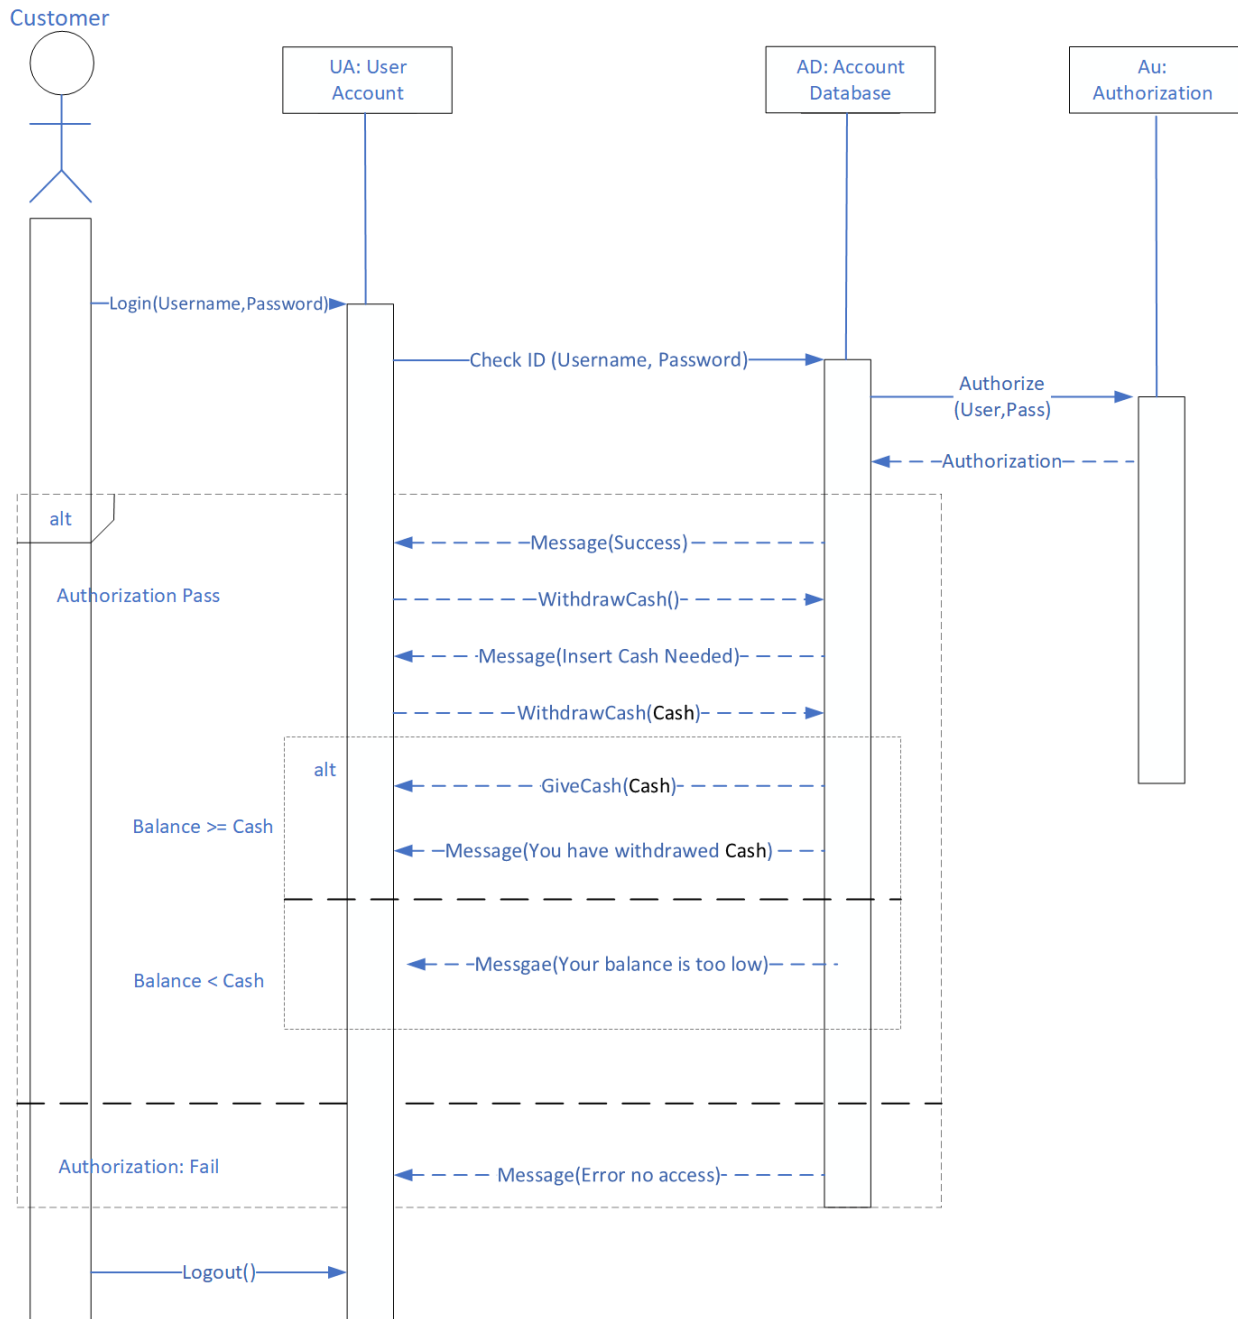 Customer
UA: User
Account
AD: Account
Database
Au:
Authorization
Login(Username,Password)
Check ID (Username, Password)
Authorize
(User,Pass)
Authorization
alt
Message(Success)
Authorization Pass
WithdrawCash()
Message(Insert Cash Needed)
WithdrawCash(Cash)
alt
GiveCash(Cash)
Balance >= Cash
Message(You have withdrawed Cash)
Messgae(Your balance is too low)
Balance < Cash
Authorization: Fail
Message(Error no access)
Logout()